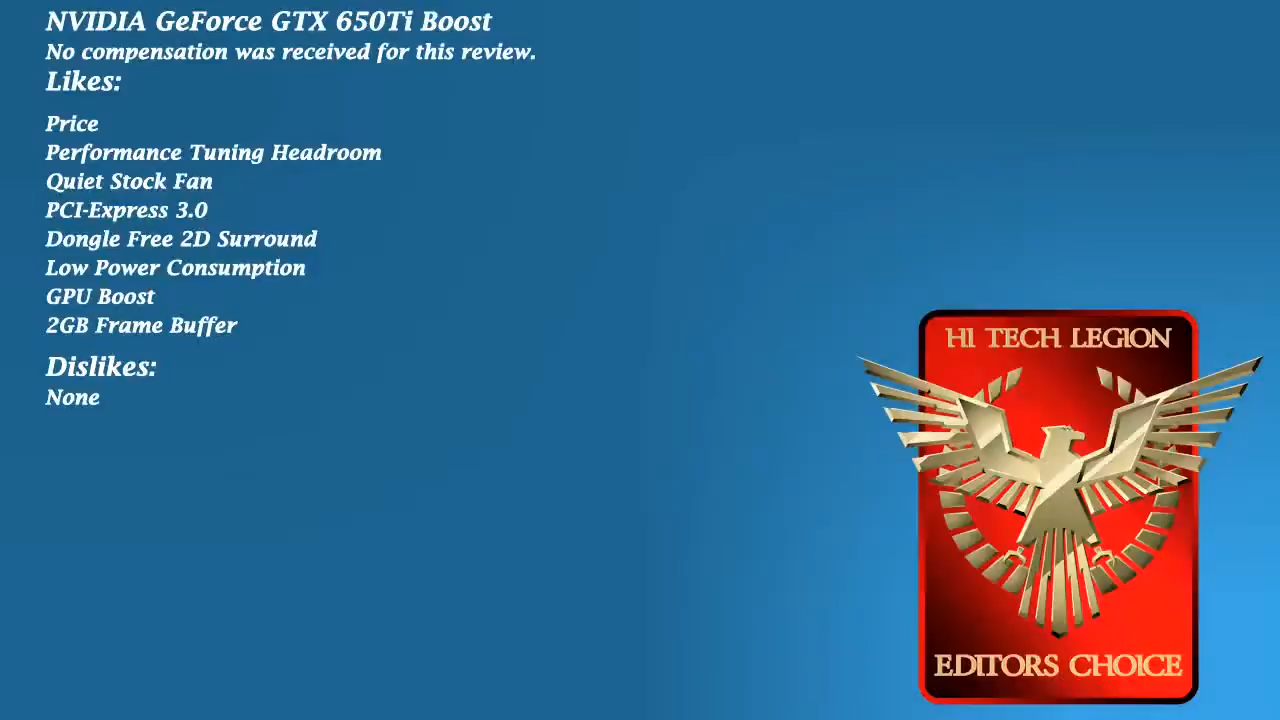 NVIDIA GeForce GTX 650Ti Boost
No compensation was received for this review.
Likes:
Price
Performance Tuning Headroom
Quiet Stock Fan
PCI-Express 3.0
Dongle Free 2D Surround
Low Power Consumption
GPU Boost
2GB Frame Buffer
Dislikes:
None
HI TECH LEGION
EDITORS CHOICE